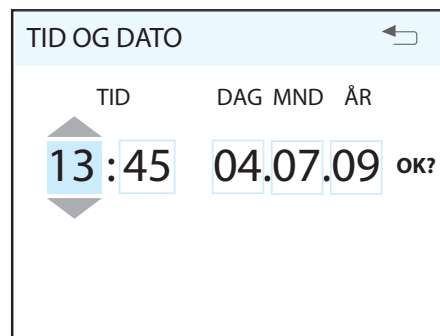 TID OG DATO
TID DAG MND ÅR
13 : 45 04.07.09 OK?